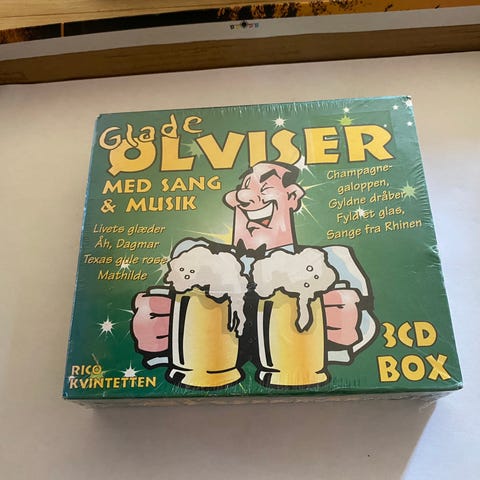 Glade
ØLVISER
MED SANG
& MUSIK
Livets glæder
Åh, Dagmar
Texas gule rose
Mathilde
Champagne-
galoppen,
Gyldne dråber
Fyld et glas,
Sange fra Rhinen
3CD
BOX
RICO
KVINTETTEN